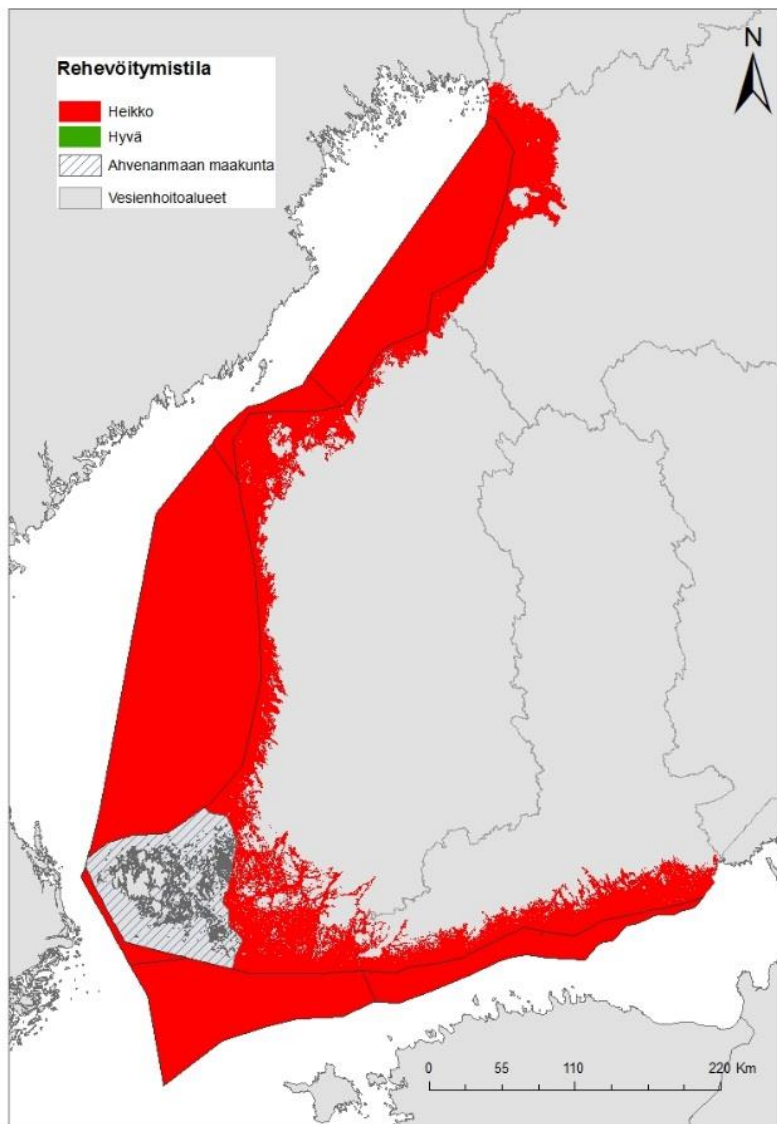 N
Rehevöitymistila
Heikko
Hyvä
Ahvenanmaan maakunta
Vesienhoitoalueet
0 55 110 220 Km